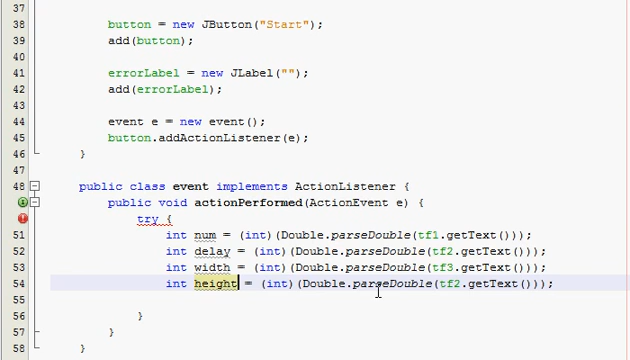 37
38 button = new JButton("Start");
39 add(button);
40
41 errorLabel = new JLabel("");
42 add(errorLabel);
43
44 event e = new event();
45 button.addActionListener(e);
46 }
47
48 public class event implements ActionListener {
public void actionPerformed(ActionEvent e) {
try {
51 int num = (int)(Double.parseDouble(tf1.getText()));
52 int delay = (int)(Double.parseDouble(tf2.getText()));
53 int width = (int)(Double.parseDouble(tf3.getText()));
54 int height = (int)(Double.parseDouble(tf2.getText()));
55
56 }
57 }
58 }